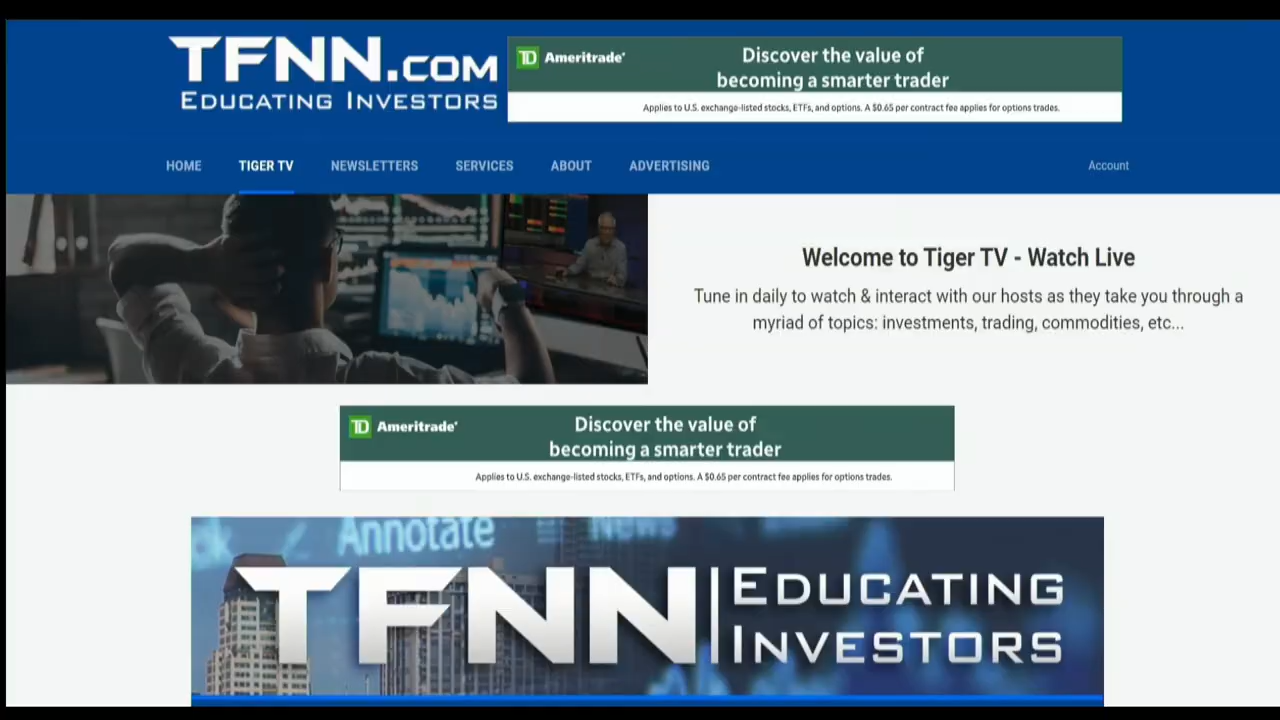 TFNN.COM
EDUCATING INVESTORS
TD Ameritrade®
Discover the value of
becoming a smarter trader
Applies to U.S. exchange-listed stocks, ETFs, and options. A $0.65 per contract fee applies for options trades.
HOME TIGER TV NEWSLETTERS SERVICES ABOUT ADVERTISING Account
Welcome to Tiger TV - Watch Live
Tune in daily to watch & interact with our hosts as they take you through a
myriad of topics: investments, trading, commodities, etc...
TD Ameritrade®
Discover the value of
becoming a smarter trader
Applies to U.S. exchange-listed stocks, ETFs, and options. A $0.65 per contract fee applies for options trades.
Annotate News
TFNN EDUCATING
INVESTORS